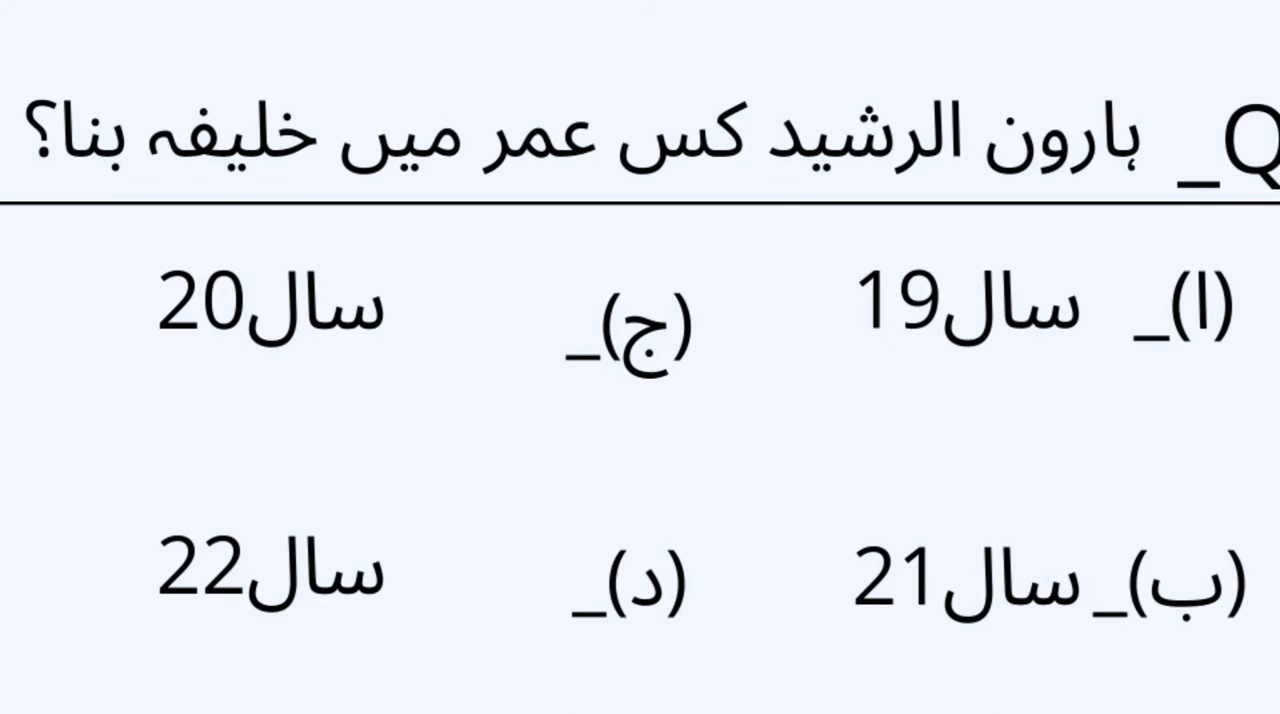 Q_ ہارون الرشید کس عمر میں خلیفہ بنا؟
(ا)_ سال19 (ج)_ سال20
(ب)_ سال21 (د)_ سال22